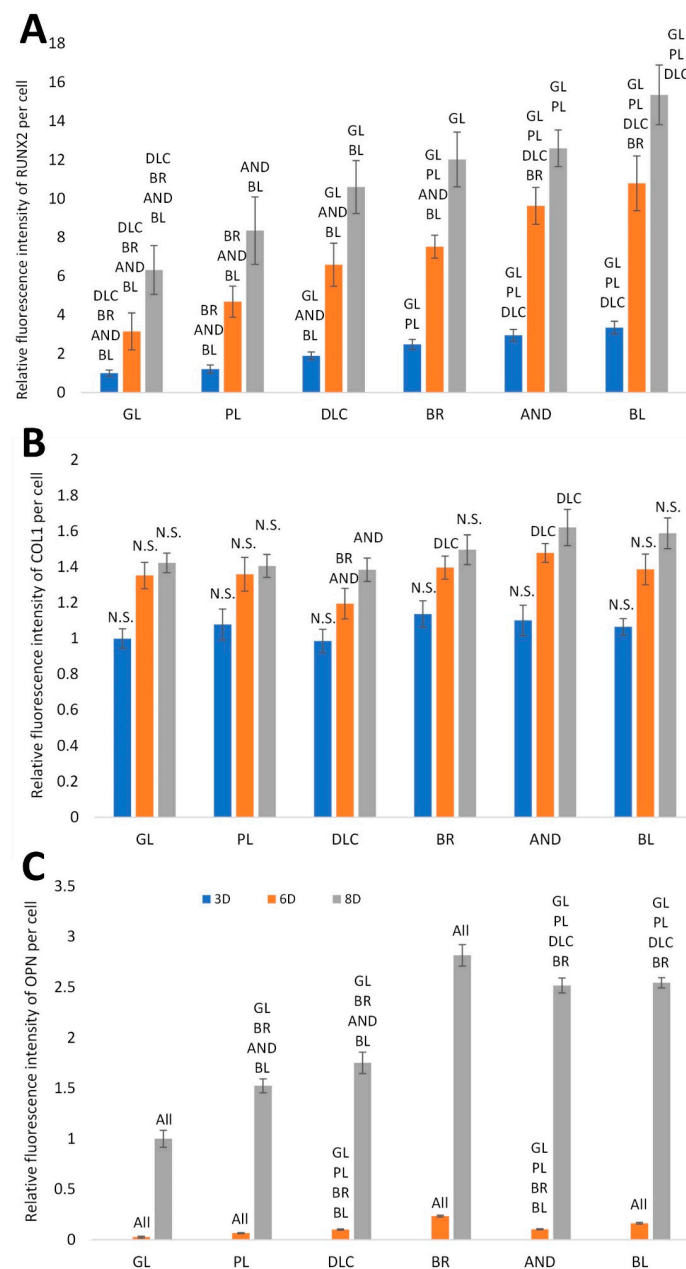 A
Relative fluorescence intensity of RUNX2 per cell
18
16
14
12
10
8
6
4
2
0
DLC
BR
AND
BL
DLC
BR
AND
BL
DLC
BR
AND
BL
BR
AND
BL
BR
AND
BL
AND
BL
GL
AND
BL
GL
AND
BL
GL
BL
GL
PL
GL
PL
AND
BL
GL
GL
PL
DLC
GL
PL
DLC
BR
GL
PL
GL
PL
DLC
GL
PL
DLC
BR
GL
PL
DLC
GL PL DLC BR AND BL
B
Relative fluorescence intensity of COL1 per cell
2
1.8
1.6
1.4
1.2
1
0.8
0.6
0.4
0.2
0
N.S.
N.S.
N.S.
N.S.
N.S.
N.S.
N.S.
BR
AND
AND
N.S.
DLC
N.S.
N.S.
DLC
DLC
N.S.
N.S.
N.S.
GL PL DLC BR AND BL
C
Relative fluorescence intensity of OPN per cell
3.5
3
2.5
2
1.5
1
0.5
0
3D 6D 8D
All
All
All
GL
BR
AND
BL
GL
PL
BR
BL
GL
BR
AND
BL
All
All
GL
PL
BR
BL
GL
PL
DLC
BR
All
GL
PL
DLC
BR
GL PL DLC BR AND BL